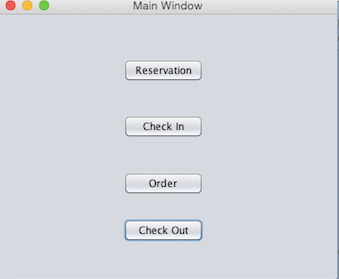 Main Window
Reservation
Check In
Order
Check Out